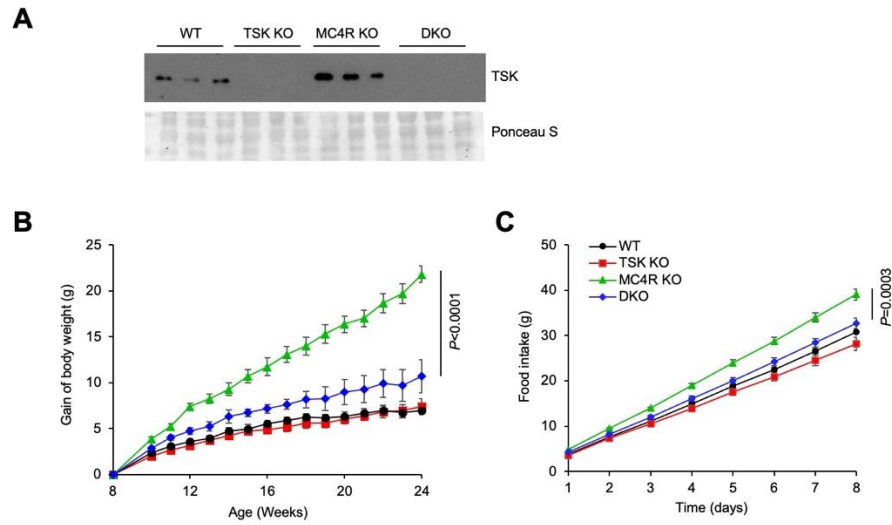 A
WT TSK KO MC4R KO DKO
TSK
Ponceau S
B
Gain of body weight (g)
25
20
15
10
5
0
8 12 16 20 24
Age (Weeks)
P<0.0001
C
WT
TSK KO
MC4R KO
DKO
Food intake (g)
50
40
30
20
10
0
1 2 3 4 5 6 7 8
Time (days)
P=0.0003